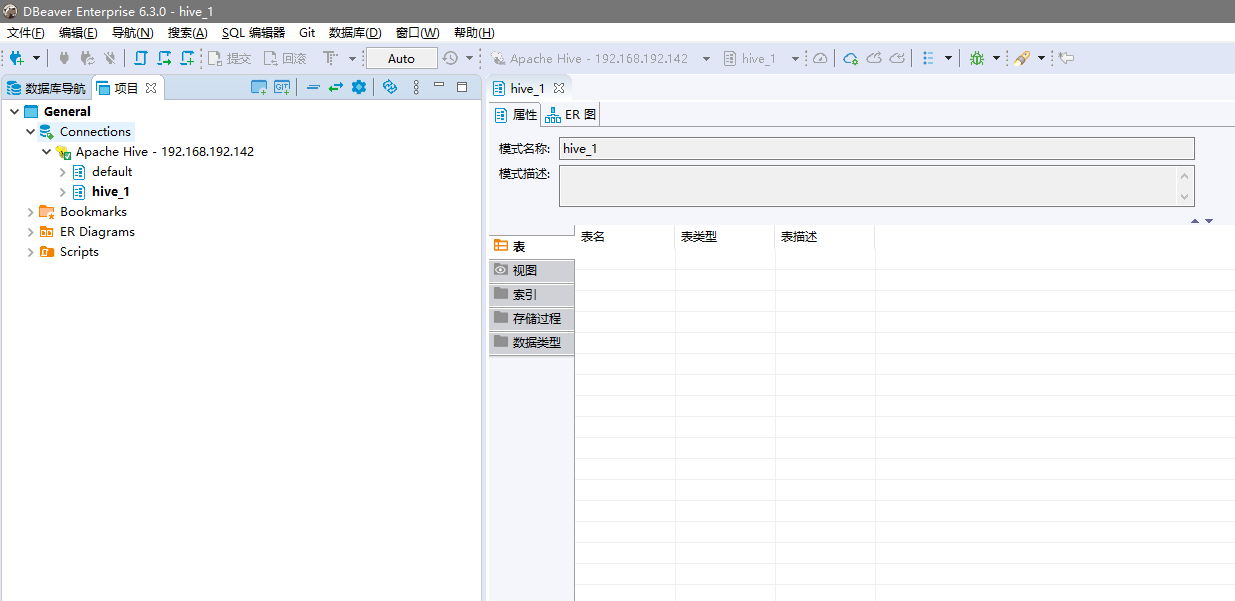 DBeaver Enterprise 6.3.0 - hive_1
文件(F) 编辑(E) 导航(N) 搜索(A) SQL 编辑器 Git 数据库(D) 窗口(W) 帮助(H)
提交 回滚 Auto Apache Hive - 192.168.192.142 hive_1
数据库导航 项目 hive_1
General
属性 ER 图
Connections
Apache Hive - 192.168.192.142
模式名称: hive_1
default
模式描述:
hive_1
Bookmarks
ER Diagrams
Scripts
表名 表类型 表描述
表
视图
索引
存储过程
数据类型